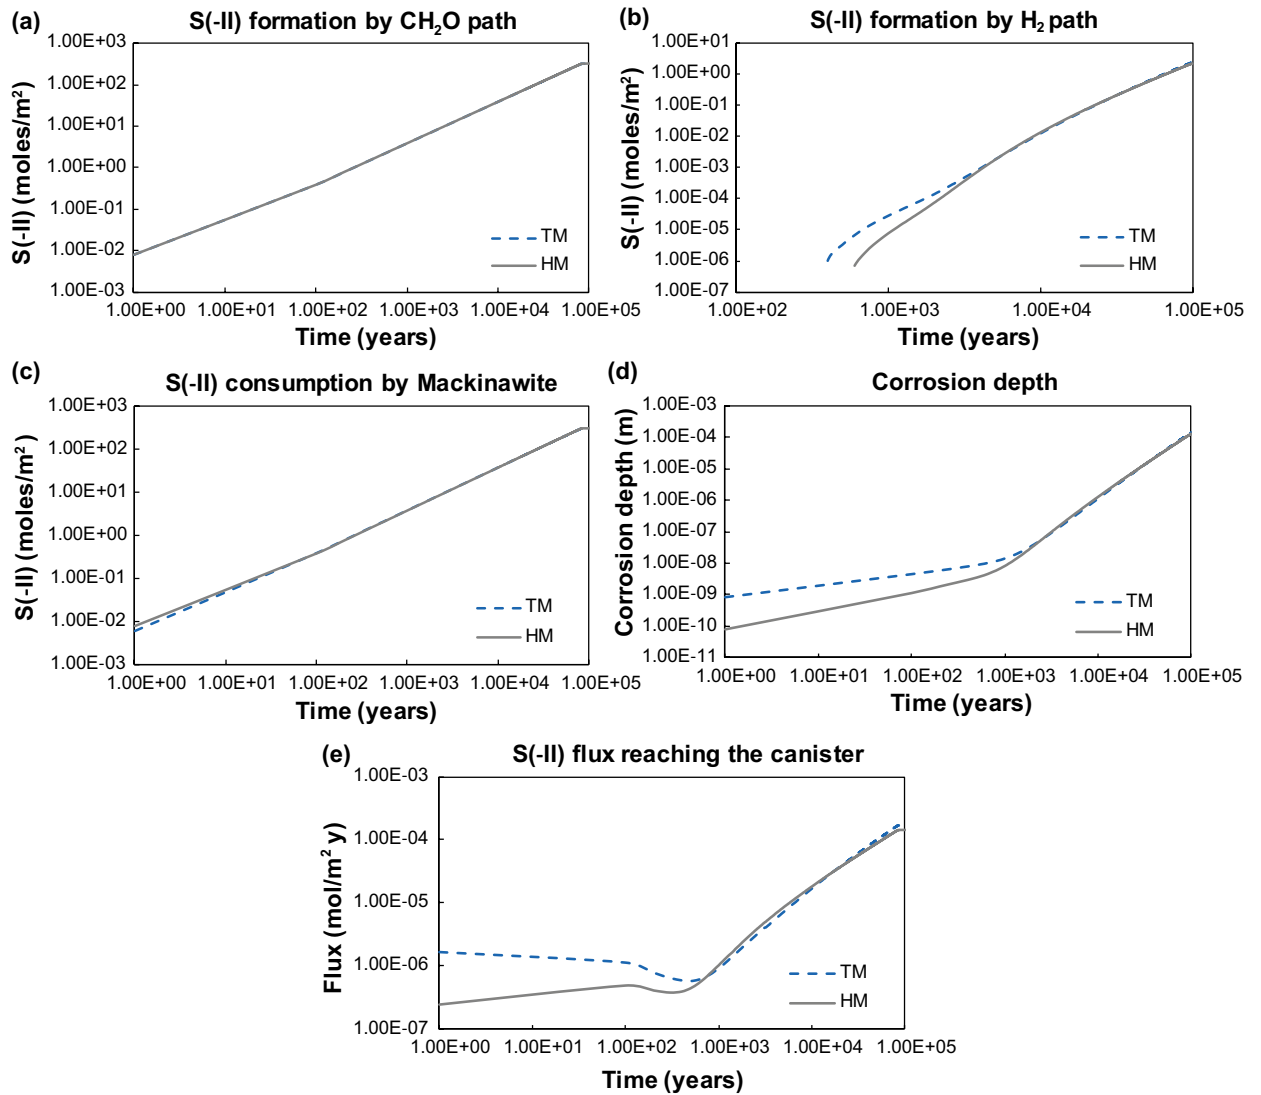 (a)
S(-II) formation by CH₂O path
S(-II) (moles/m²)
1.00E+03
1.00E+02
1.00E+01
1.00E+00
1.00E-01
1.00E-02
1.00E-03
TM
HM
1.00E+00 1.00E+01 1.00E+02 1.00E+03 1.00E+04 1.00E+05
Time (years)
(b)
S(-II) formation by H₂ path
S(-II) (moles/m²)
1.00E+01
1.00E+00
1.00E-01
1.00E-02
1.00E-03
1.00E-04
1.00E-05
1.00E-06
1.00E-07
TM
HM
1.00E+02 1.00E+03 1.00E+04 1.00E+05
Time (years)
(c)
S(-II) consumption by Mackinawite
S(-II) (moles/m²)
1.00E+03
1.00E+02
1.00E+01
1.00E+00
1.00E-01
1.00E-02
1.00E-03
TM
HM
1.00E+00 1.00E+01 1.00E+02 1.00E+03 1.00E+04 1.00E+05
Time (years)
(d)
Corrosion depth
Corrosion depth (m)
1.00E-03
1.00E-04
1.00E-05
1.00E-06
1.00E-07
1.00E-08
1.00E-09
1.00E-10
1.00E-11
TM
HM
1.00E+00 1.00E+01 1.00E+02 1.00E+03 1.00E+04 1.00E+05
Time (years)
(e)
S(-II) flux reaching the canister
Flux (mol/m² y)
1.00E-03
1.00E-04
1.00E-05
1.00E-06
1.00E-07
TM
HM
1.00E+00 1.00E+01 1.00E+02 1.00E+03 1.00E+04 1.00E+05
Time (years)